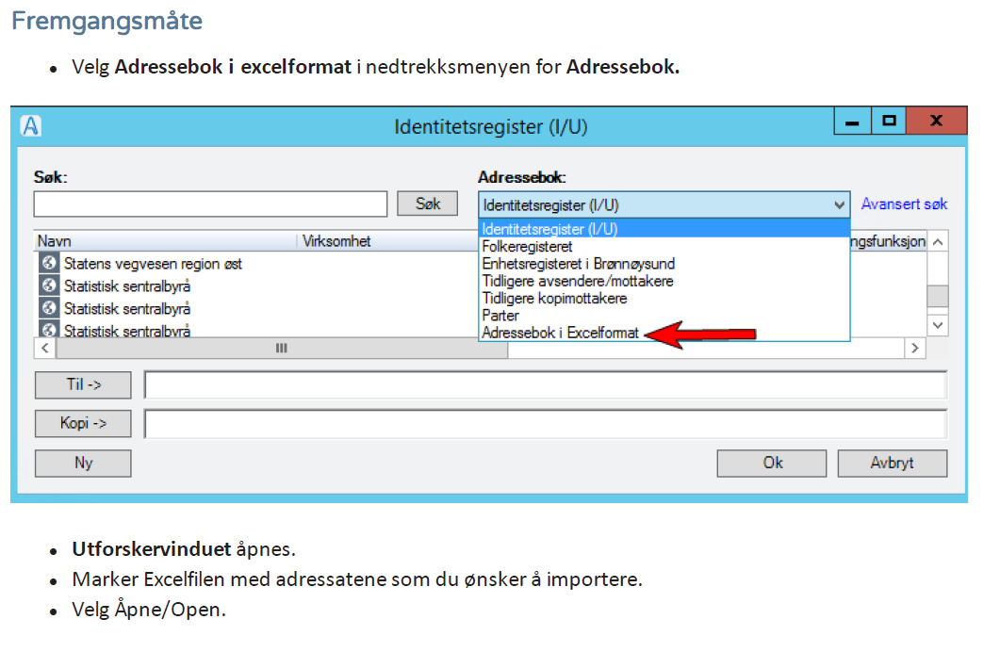 Fremgangsmåte
• Velg Adressebok i excelformat i nedtrekksmenyen for Adressebok.
A
Identitetsregister (I/U)
Søk:
Adressebok:
Søk
Identitetsregister (I/U)
Avansert søk
Identitetsregister (I/U)
Folkeregisteret
Enhetsregisteret i Brønnøysund
Tidligere avsendere/mottakere
Tidligere kopimottakere
Parter
Adressebok i Excelformat
Navn
Virksomhet
ngsfunksjon
Statens vegvesen region øst
Statistisk sentralbyrå
Statistisk sentralbyrå
Statistisk sentralbyrå
Til ->
Kopi ->
Ny
Ok
Avbryt
• Utforskervinduet åpnes.
• Marker Excelfilen med adressatene som du ønsker å importere.
• Velg Åpne/Open.